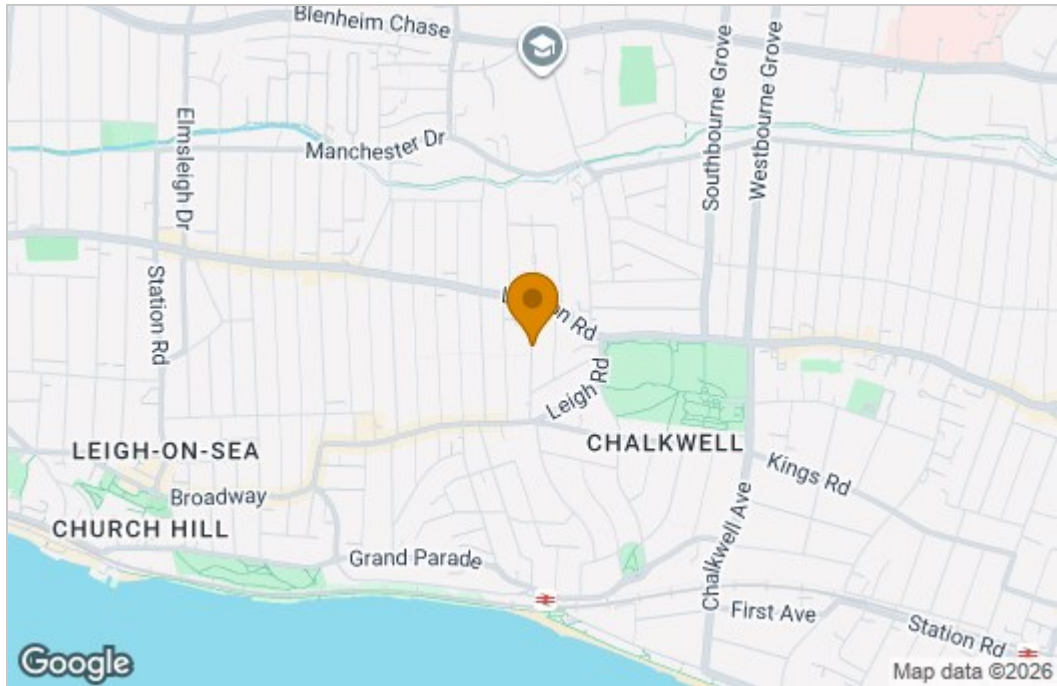 Blenheim Chase
Elmsleigh Dr
Manchester Dr
Southbourne Grove
Westbourne Grove
Station Rd
Leigh Rd
CHALKWELL
LEIGH-ON-SEA
Broadway
Kings Rd
CHURCH HILL
Grand Parade
Chalkwell Ave
First Ave
Station Rd
Google
Map data ©2026